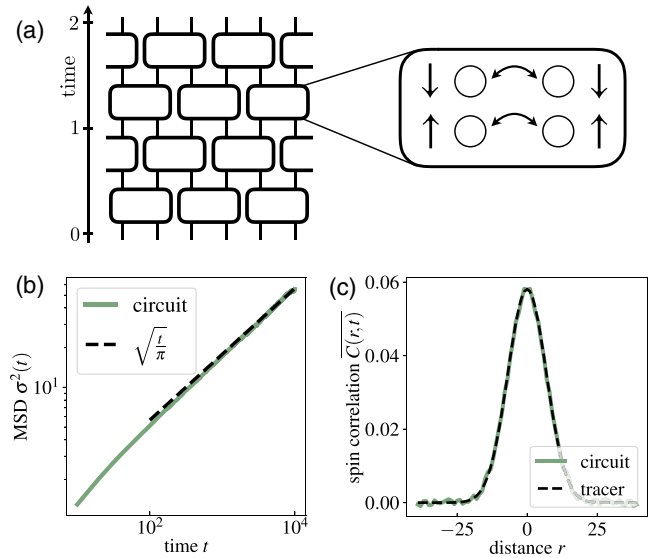 (a)
time
2
1
0
(b)
MSD σ²(t)
10¹
circuit
√(t/π)
10²
10⁴
time t
(c)
spin correlation \overline{C(r,t)}
0.06
0.04
0.02
0.00
circuit
tracer
−25
0
25
distance r